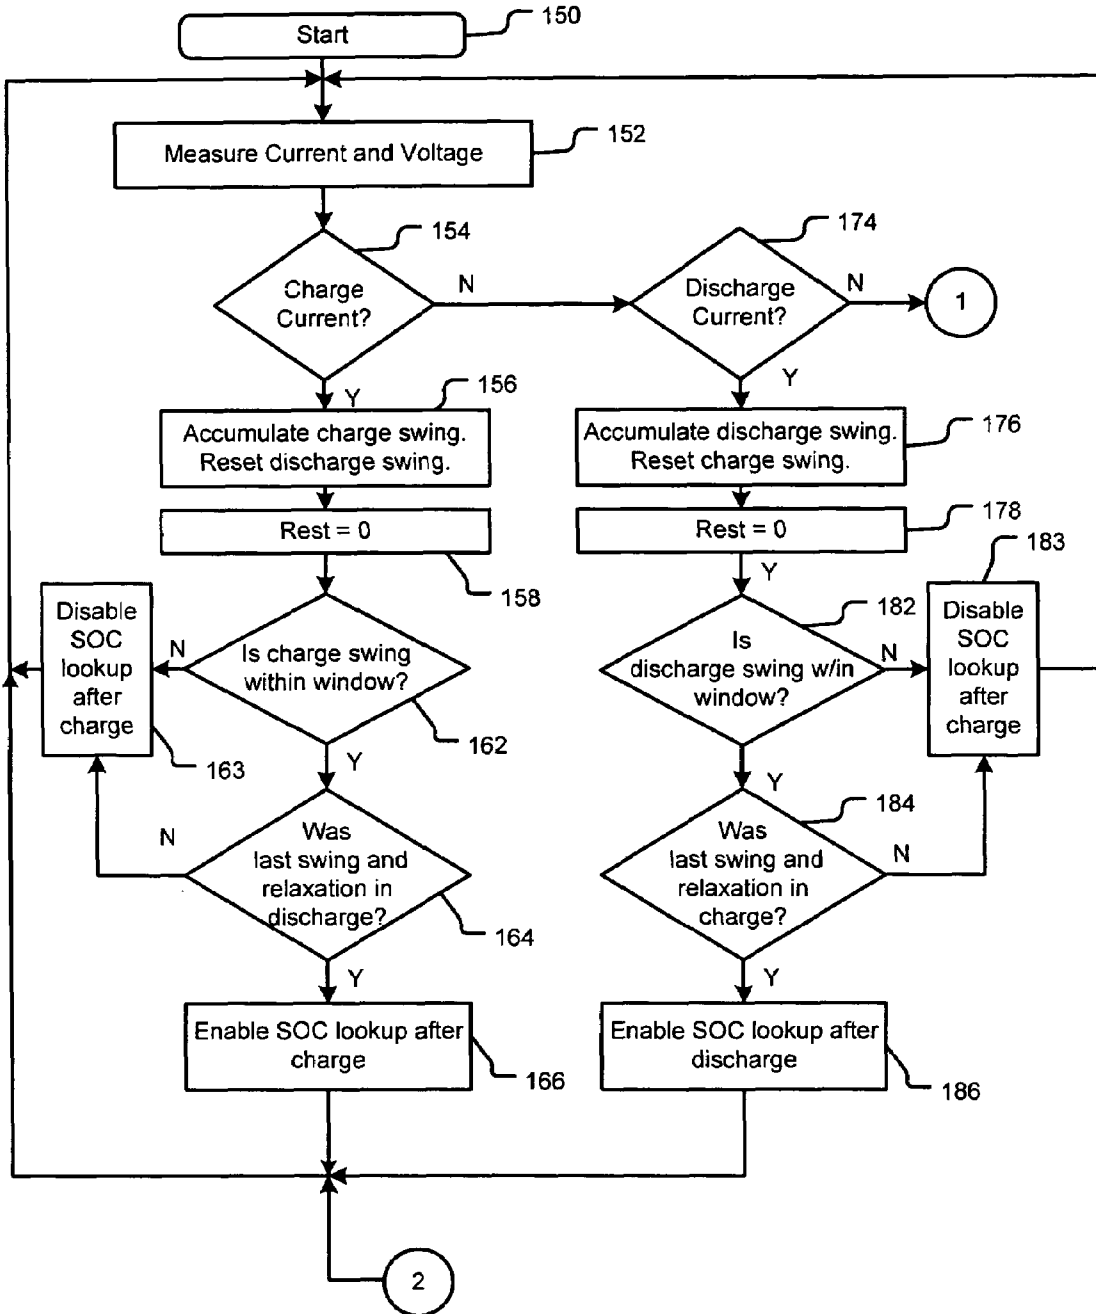 Start
150
Measure Current and Voltage
152
Charge
Current?
154
N
Discharge
Current?
174
N
1
Y
Accumulate charge swing.
Reset discharge swing.
156
Y
Accumulate discharge swing.
Reset charge swing.
176
Rest = 0
158
Rest = 0
178
Y
Disable
SOC
lookup
after
charge
163
N
Is charge swing
within window?
162
Is
discharge swing w/in
window?
182
N
Disable
SOC
lookup
after
charge
183
Y
Y
N
Was
last swing and
relaxation in
discharge?
164
Was
last swing and
relaxation in
charge?
184
N
Y
Y
Enable SOC lookup after
charge
166
Enable SOC lookup after
discharge
186
2